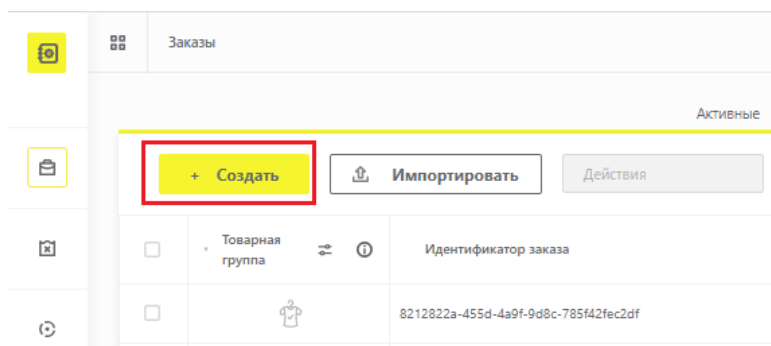 Заказы
Активные
+ Создать
Импортировать
Действия
Товарная
группа
Идентификатор заказа
8212822a-455d-4a9f-9d8c-785f42fec2df